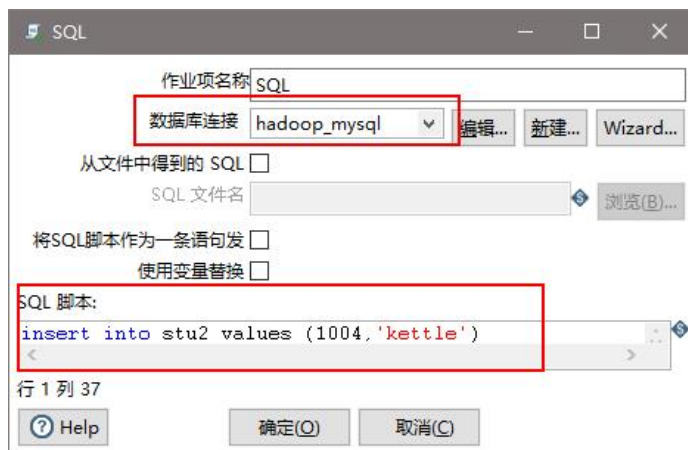 SQL
作业项名称 SQL
数据库连接 hadoop_mysql 编辑... 新建... Wizard...
从文件中得到的 SQL
SQL 文件名 浏览(B)...
将SQL脚本作为一条语句发
使用变量替换
SQL 脚本:
insert into stu2 values (1004,'kettle')
行 1 列 37
Help 确定(O) 取消(C)